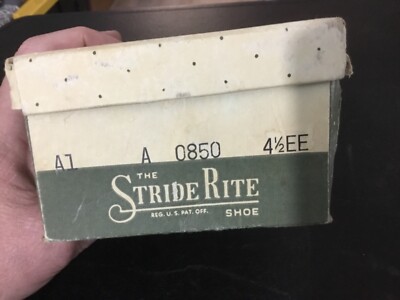 A1 A 0850 4½EE
THE
STRIDE RITE
REG. U.S. PAT. OFF. SHOE